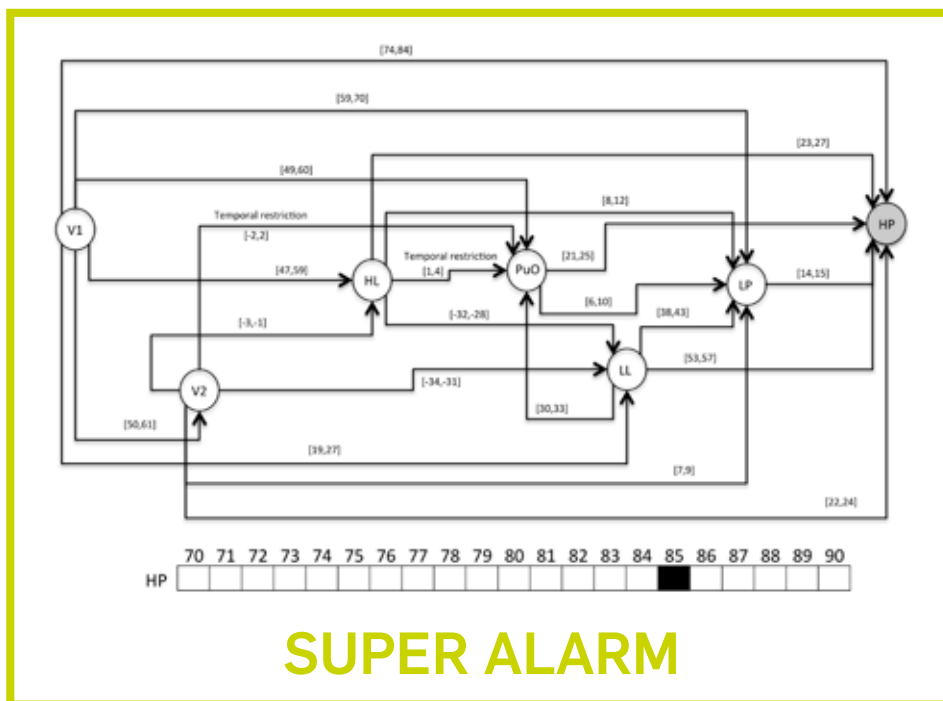 [74,84]
[59,70]
[23,27]
[49,60]
[8,12]
Temporal restriction
[-2,2]
V1
HP
Temporal restriction
[21,25]
PuO
[47,59]
HL
[1,4]
LP
[14,15]
[6,10]
[-32,-28]
[38,43]
[-3,-1]
[53,57]
LL
V2
[-34,-31]
[30,33]
[50,61]
[19,27]
[7,9]
[22,24]
70 71 72 73 74 75 76 77 78 79 80 81 82 83 84 85 86 87 88 89 90
HP
SUPER ALARM